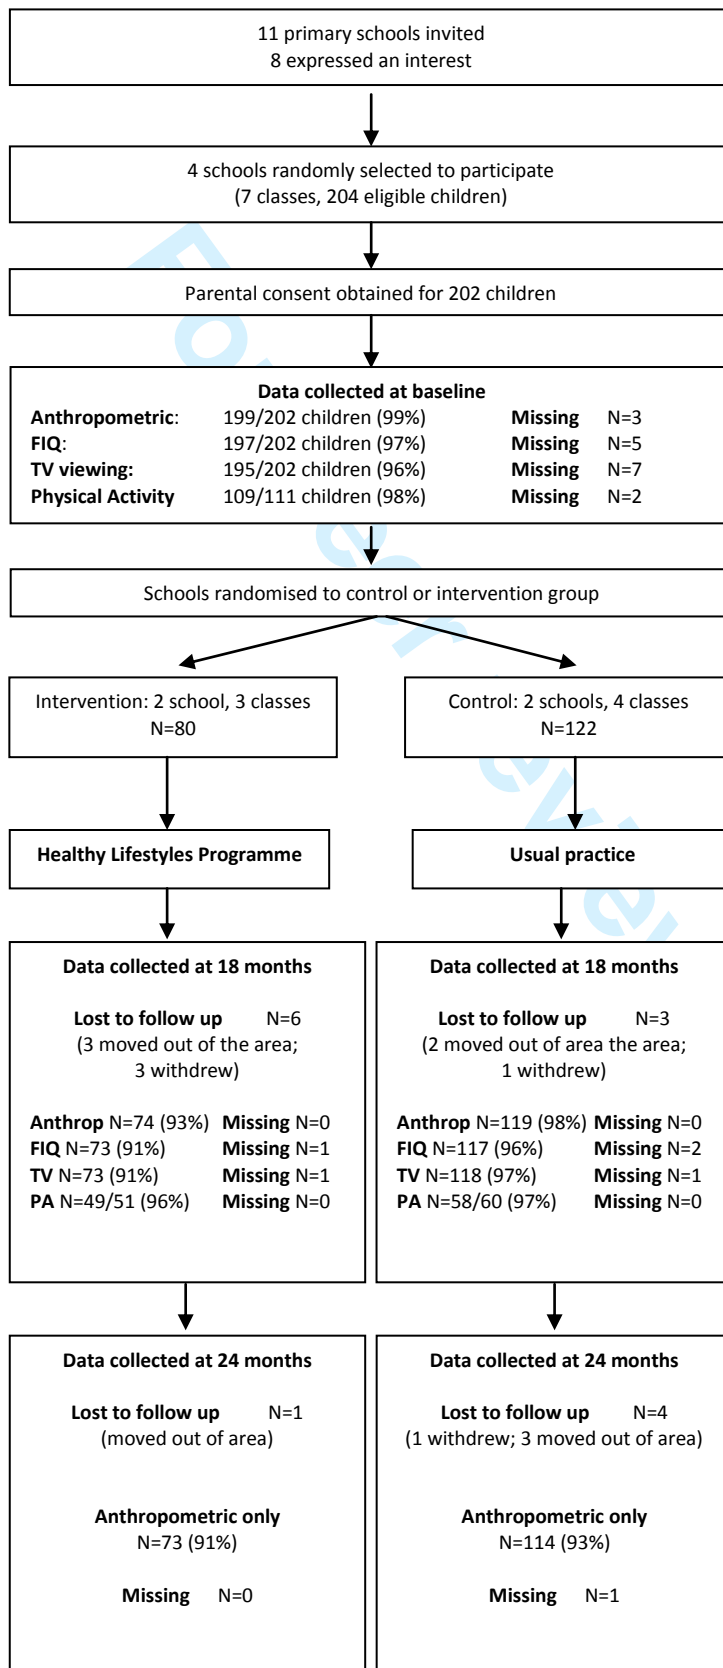 11 primary schools invited
8 expressed an interest
4 schools randomly selected to participate
(7 classes, 204 eligible children)
Parental consent obtained for 202 children
Data collected at baseline
Anthropometric: 199/202 children (99%) Missing N=3
FIQ: 197/202 children (97%) Missing N=5
TV viewing: 195/202 children (96%) Missing N=7
Physical Activity 109/111 children (98%) Missing N=2
Schools randomised to control or intervention group
Intervention: 2 school, 3 classes
N=80
Control: 2 schools, 4 classes
N=122
Healthy Lifestyles Programme
Usual practice
Data collected at 18 months
Lost to follow up N=6
(3 moved out of the area;
3 withdrew)
Anthrop N=74 (93%) Missing N=0
FIQ N=73 (91%) Missing N=1
TV N=73 (91%) Missing N=1
PA N=49/51 (96%) Missing N=0
Data collected at 18 months
Lost to follow up N=3
(2 moved out of area the area;
1 withdrew)
Anthrop N=119 (98%) Missing N=0
FIQ N=117 (96%) Missing N=2
TV N=118 (97%) Missing N=1
PA N=58/60 (97%) Missing N=0
Data collected at 24 months
Lost to follow up N=1
(moved out of area)
Anthropometric only
N=73 (91%)
Missing N=0
Data collected at 24 months
Lost to follow up N=4
(1 withdrew; 3 moved out of area)
Anthropometric only
N=114 (93%)
Missing N=1